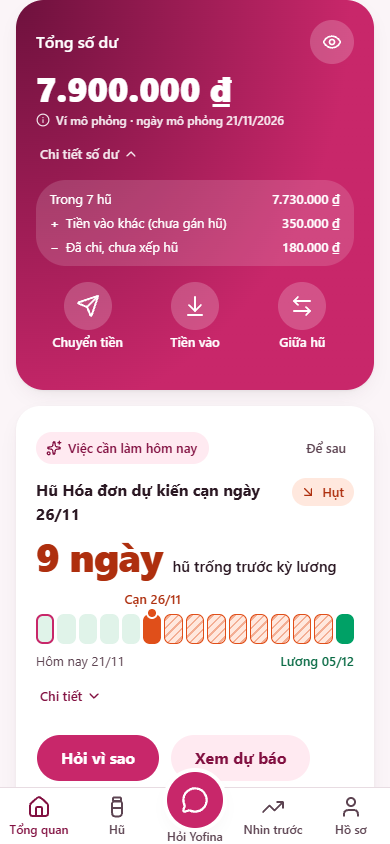 Tổng số dư
7.900.000 ₫
Ví mô phỏng · ngày mô phỏng 21/11/2026
Chi tiết số dư
Trong 7 hũ 7.730.000 ₫
+ Tiền vào khác (chưa gán hũ) 350.000 ₫
− Đã chi, chưa xếp hũ 180.000 ₫
Chuyển tiền Tiền vào Giữa hũ
Việc cần làm hôm nay Để sau
Hũ Hóa đơn dự kiến cạn ngày
26/11
Hụt
9 ngày hũ trống trước kỳ lương
Cạn 26/11
Hôm nay 21/11 Lương 05/12
Chi tiết
Hỏi vì sao Xem dự báo
Tổng quan Hũ Hỏi Yofina Nhìn trước Hồ sơ